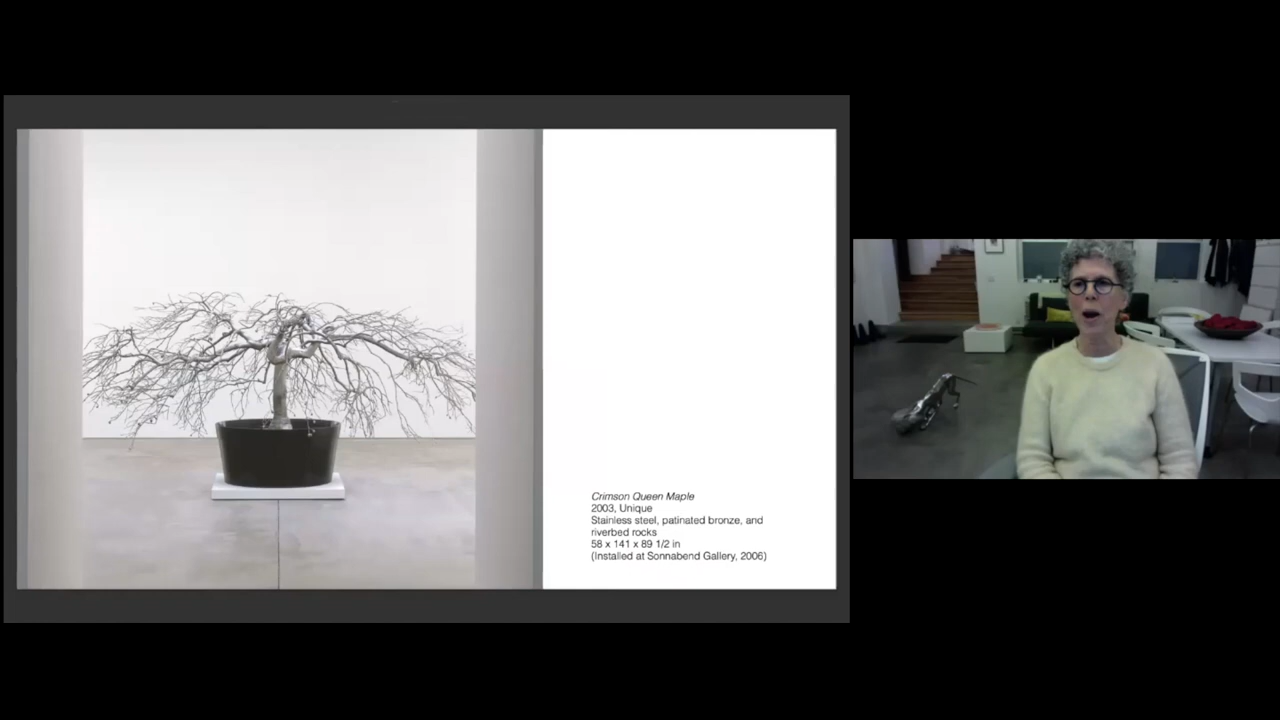 Crimson Queen Maple
2003, Unique
Stainless steel, patinated bronze, and
riverbed rocks
58 x 141 x 89 1/2 in
(Installed at Sonnabend Gallery, 2006)